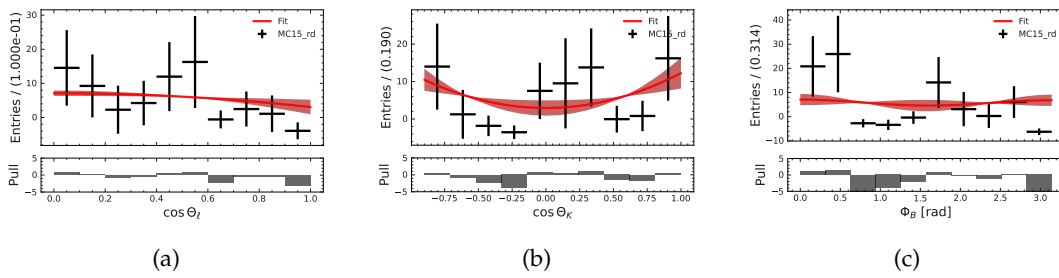 Fit
MC15_rd
Entries / (1.000e-01)
30
20
10
0
Pull
5
0
−5
0.0 0.2 0.4 0.6 0.8 1.0
cos Θℓ
(a)
Fit
MC15_rd
Entries / (0.190)
20
10
0
Pull
5
0
−5
−0.75 −0.50 −0.25 0.00 0.25 0.50 0.75 1.00
cos ΘK
(b)
Fit
MC15_rd
Entries / (0.314)
40
30
20
10
0
−10
Pull
5
0
−5
0.0 0.5 1.0 1.5 2.0 2.5 3.0
ΦB [rad]
(c)